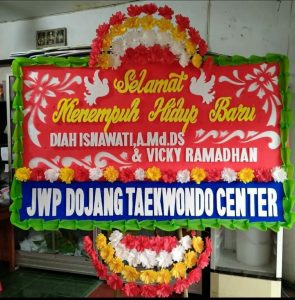 Selamat
Menempuh Hidup Baru
DIAH ISNAWATI,A.Md.DS
& VICKY RAMADHAN
JWP DOJANG TAEKWONDO CENTER